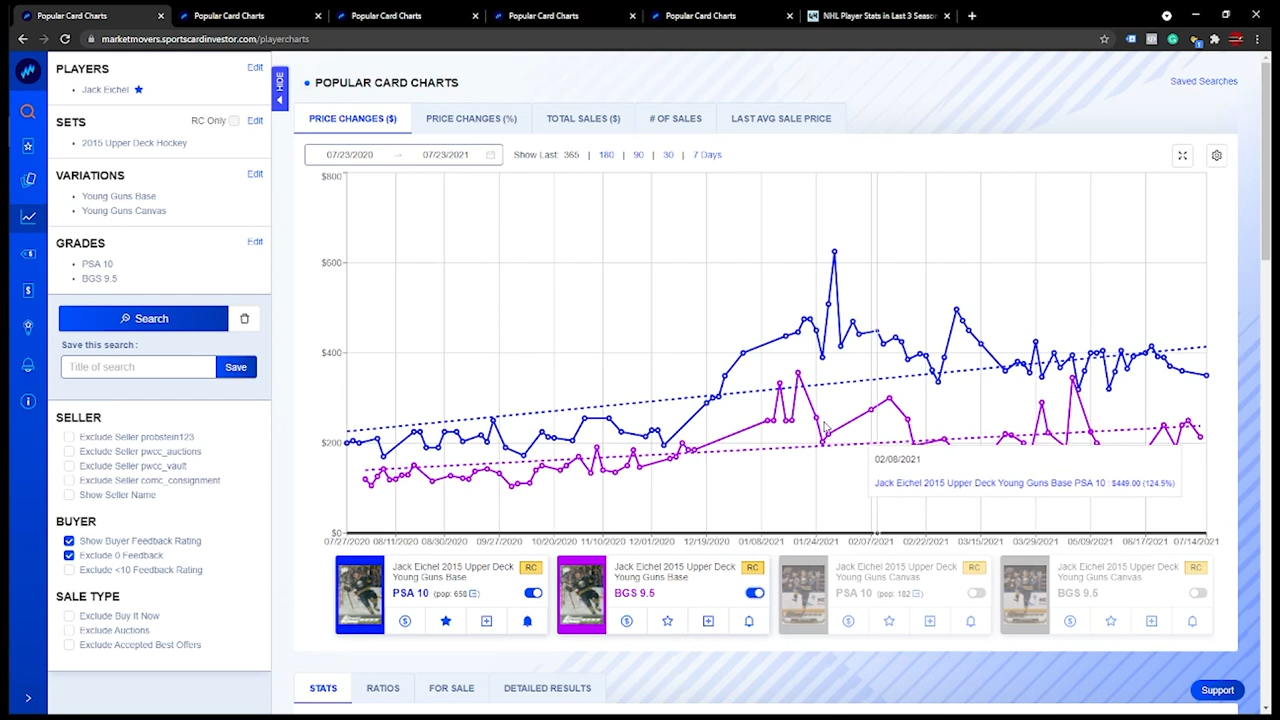 Popular Card Charts
Popular Card Charts
Popular Card Charts
Popular Card Charts
Popular Card Charts
NHL Player Stats in Last 3 Season
marketmovers.sportscardinvestor.com/playercharts
PLAYERS
Edit
Jack Eichel
SETS
RC Only
Edit
2015 Upper Deck Hockey
VARIATIONS
Edit
Young Guns Base
Young Guns Canvas
GRADES
Edit
PSA 10
BGS 9.5
Search
Save this search:
Title of search
Save
SELLER
Exclude Seller probstein123
Exclude Seller pwcc_auctions
Exclude Seller pwcc_vault
Exclude Seller comc_consignment
Show Seller Name
BUYER
Show Buyer Feedback Rating
Exclude 0 Feedback
Exclude <10 Feedback Rating
SALE TYPE
Exclude Buy It Now
Exclude Auctions
Exclude Accepted Best Offers
HIDE
POPULAR CARD CHARTS
Saved Searches
PRICE CHANGES ($)
PRICE CHANGES (%)
TOTAL SALES ($)
# OF SALES
LAST AVG SALE PRICE
07/23/2020 → 07/23/2021
Show Last: 365 | 180 | 90 | 30 | 7 Days
$800
$600
$400
$200
$0
02/08/2021
Jack Eichel 2015 Upper Deck Young Guns Base PSA 10 : $449.00 (124.5%)
07/27/2020 08/11/2020 08/30/2020 09/27/2020 10/20/2020 11/10/2020 12/01/2020 12/19/2020 01/08/2021 01/24/2021 02/07/2021 02/22/2021 03/15/2021 03/29/2021 05/09/2021 06/17/2021 07/14/2021
Jack Eichel 2015 Upper Deck
Young Guns Base
RC
PSA 10 (pop: 658)
Jack Eichel 2015 Upper Deck
Young Guns Base
RC
BGS 9.5
Jack Eichel 2015 Upper Deck
Young Guns Canvas
RC
PSA 10 (pop: 182)
Jack Eichel 2015 Upper Deck
Young Guns Canvas
RC
BGS 9.5
STATS
RATIOS
FOR SALE
DETAILED RESULTS
Support